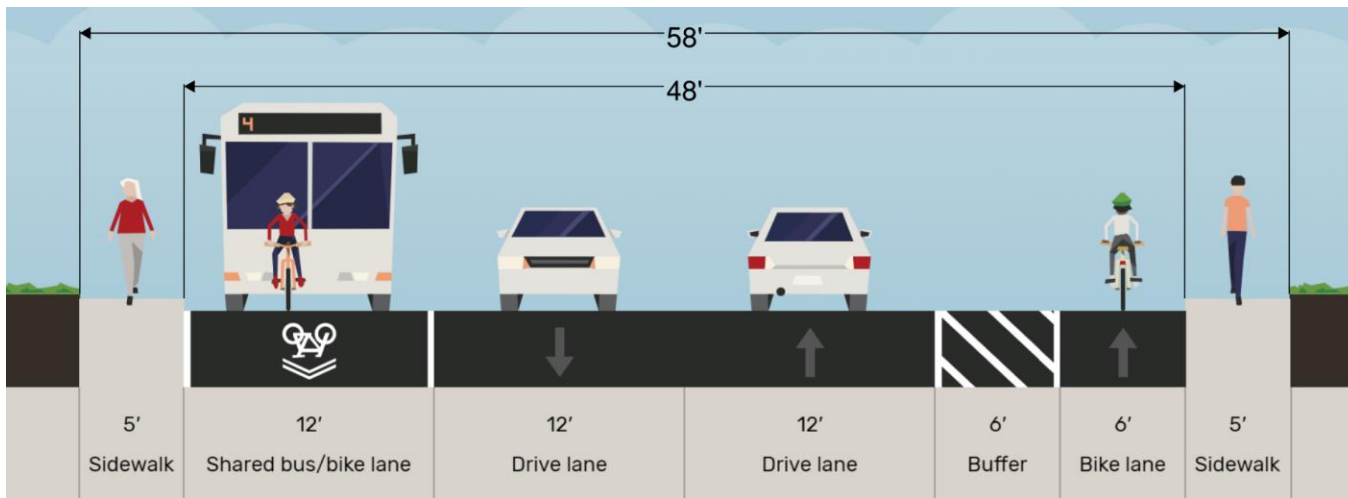 58'
48'
4
5' 12' 12' 12' 6' 6' 5'
Sidewalk Shared bus/bike lane Drive lane Drive lane Buffer Bike lane Sidewalk